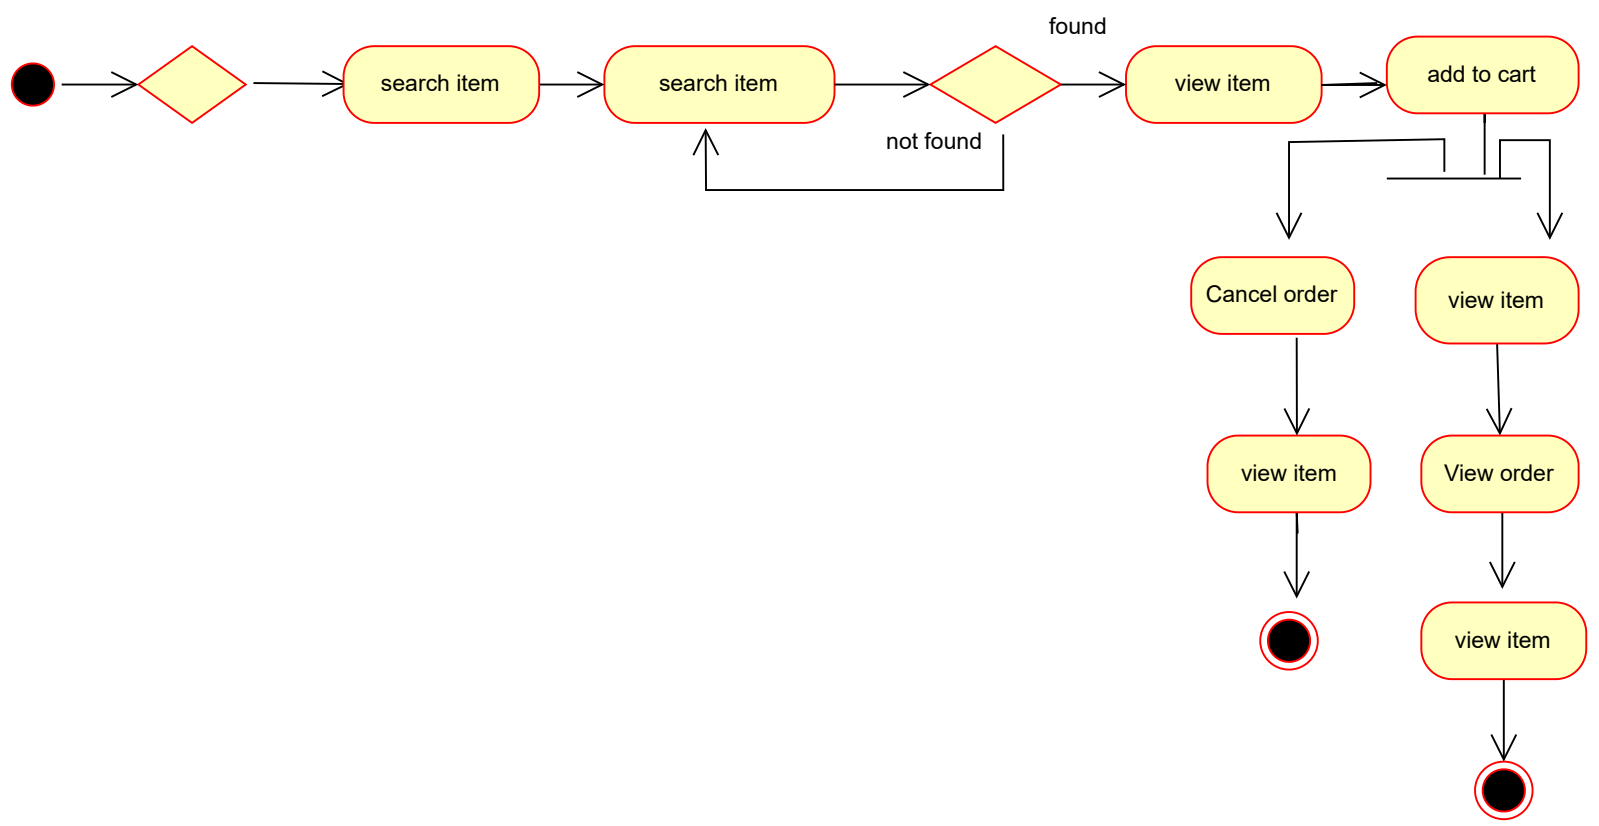 found
search item
search item
view item
add to cart
not found
Cancel order
view item
view item
View order
view item